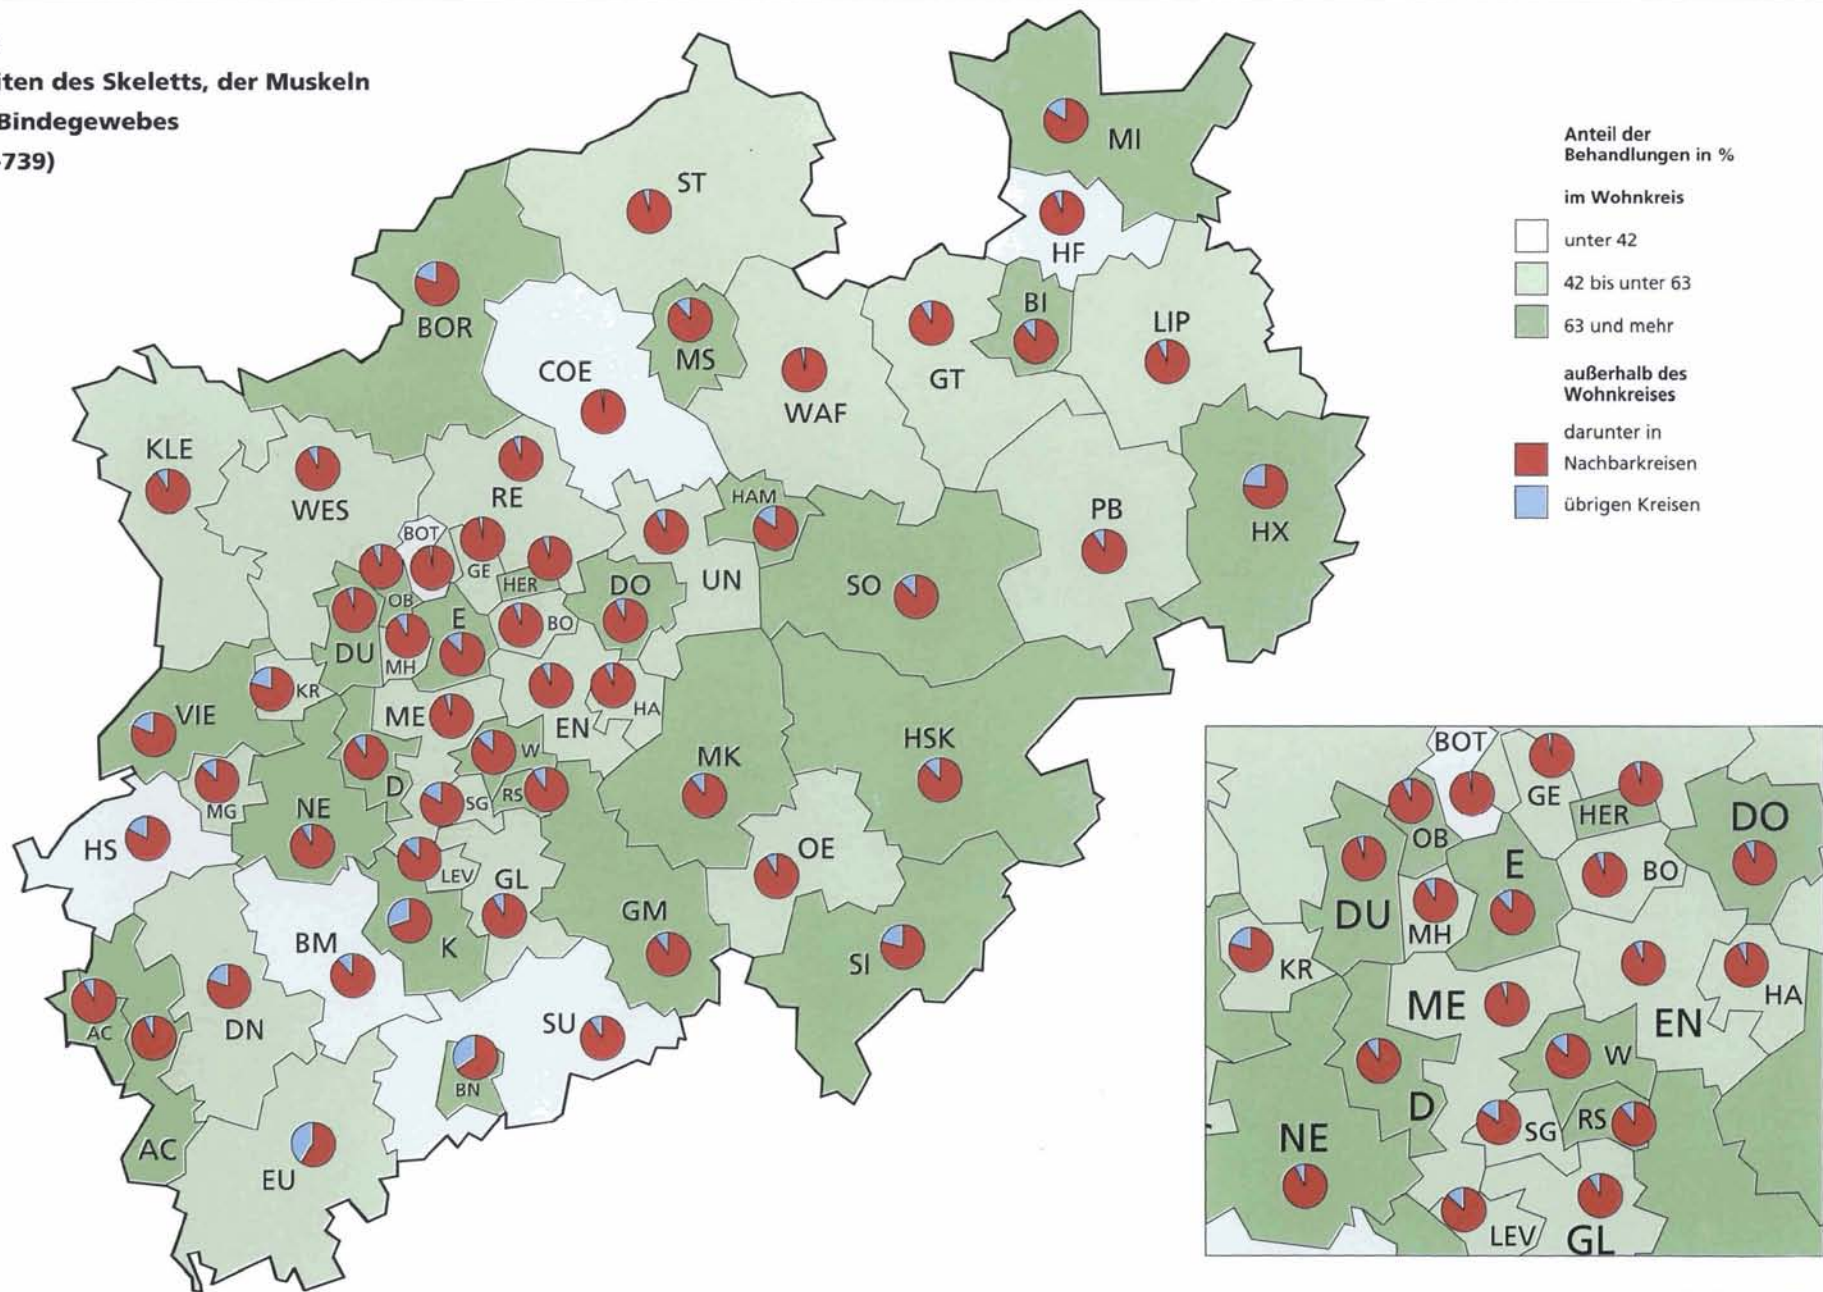 iten des Skeletts, der Muskeln
Bindegewebes
-739)
Anteil der
Behandlungen in %
im Wohnkreis
unter 42
42 bis unter 63
63 und mehr
außerhalb des
Wohnkreises
darunter in
Nachbarkreisen
übrigen Kreisen
MI
ST
HF
BOR
BI
LIP
MS
COE
GT
WAF
KLE
RE
WES
HAM
PB
HX
BOT
GE
HER
DO
UN
SO
OB
E
BO
DU
MH
KR
HA
VIE
ME
EN
W
HSK
MK
D
MG
NE
SG
RS
HS
OE
LEV
GL
GM
BM
K
SI
SU
AC
DN
BN
AC
EU
BOT
GE
HER
DO
OB
E
BO
DU
MH
KR
HA
ME
EN
W
D
NE
SG
RS
LEV
GL